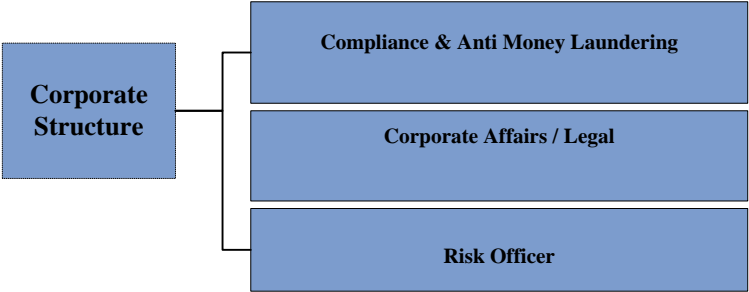 Corporate
Structure
Compliance & Anti Money Laundering
Corporate Affairs / Legal
Risk Officer